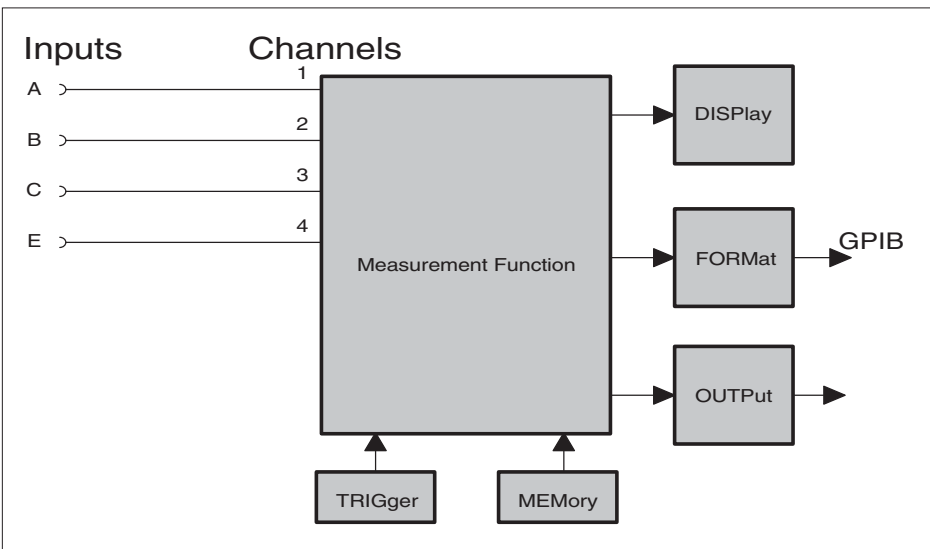 Inputs Channels
A 1
B 2
C 3
E 4
Measurement Function
DISPlay
FORMat GPIB
OUTPut
TRIGger MEMory